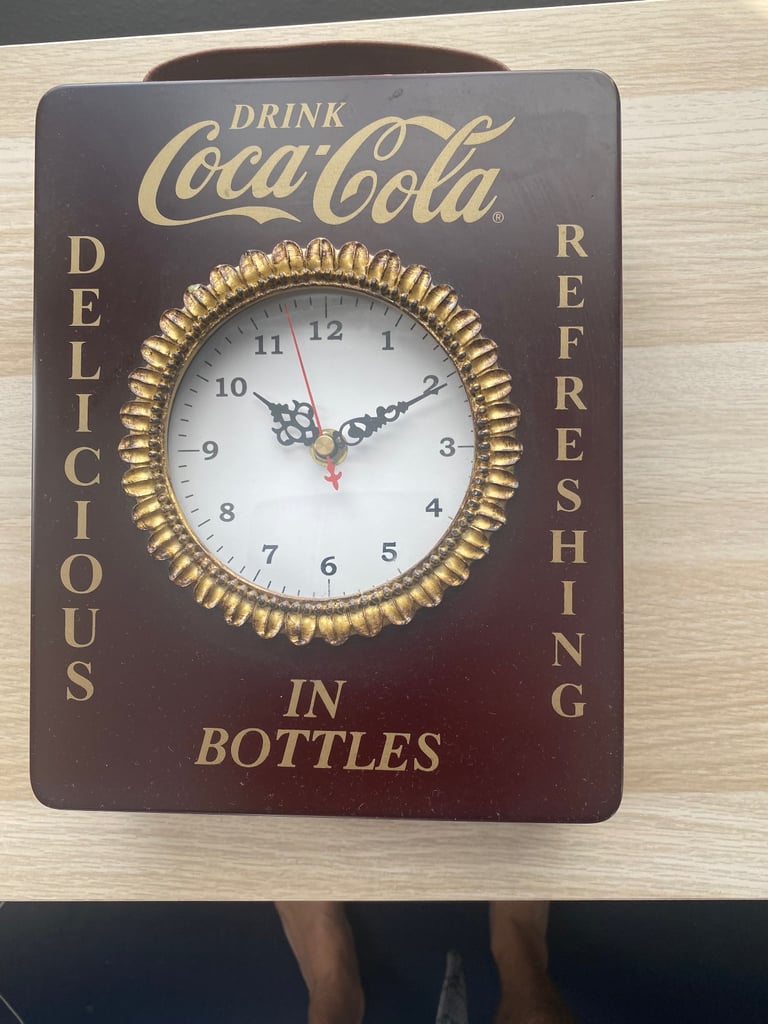 DRINK
Coca-Cola®
DELICIOUS
REFRESHING
12
1
2
3
4
5
6
7
8
9
10
11
IN
BOTTLES